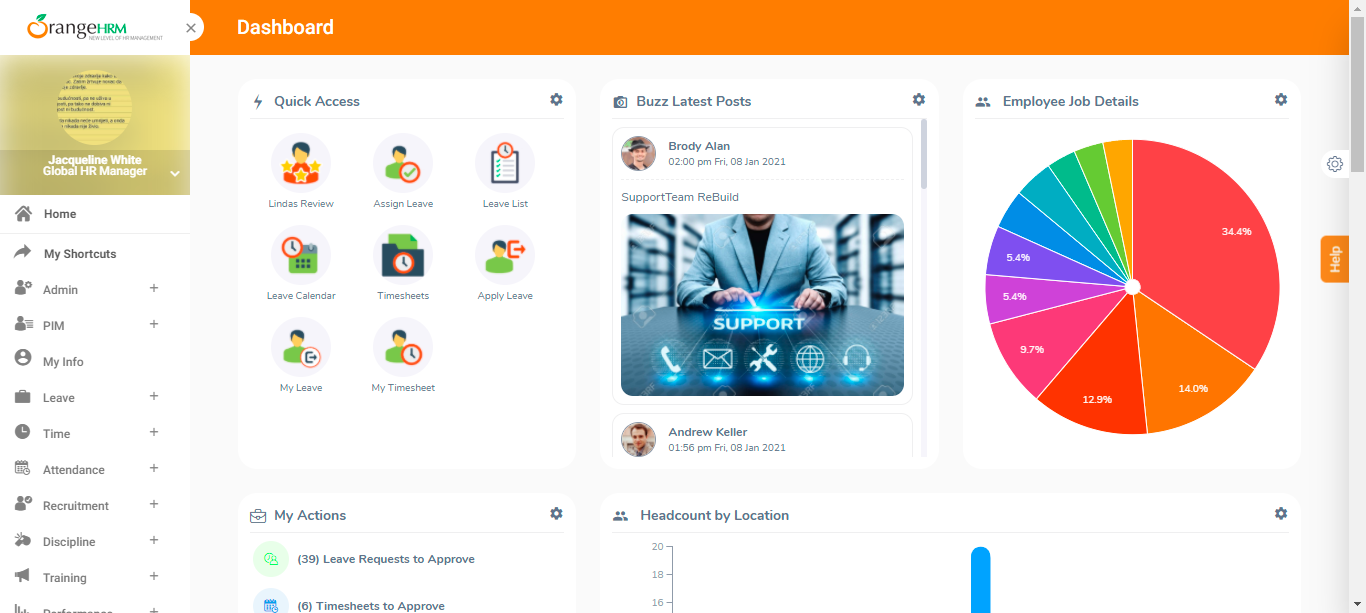 OrangeHRM
NEW LEVEL OF HR MANAGEMENT
Dashboard
Jacqueline White
Global HR Manager
Home
My Shortcuts
Admin
PIM
My Info
Leave
Time
Attendance
Recruitment
Discipline
Training
Performance
Quick Access
Lindas Review
Assign Leave
Leave List
Leave Calendar
Timesheets
Apply Leave
My Leave
My Timesheet
Buzz Latest Posts
Brody Alan
02:00 pm Fri, 08 Jan 2021
SupportTeam ReBuild
SUPPORT
Andrew Keller
01:56 pm Fri, 08 Jan 2021
Employee Job Details
34.4%
5.4%
5.4%
9.7%
14.0%
12.9%
Help
My Actions
(39) Leave Requests to Approve
(6) Timesheets to Approve
Headcount by Location
20
18
16